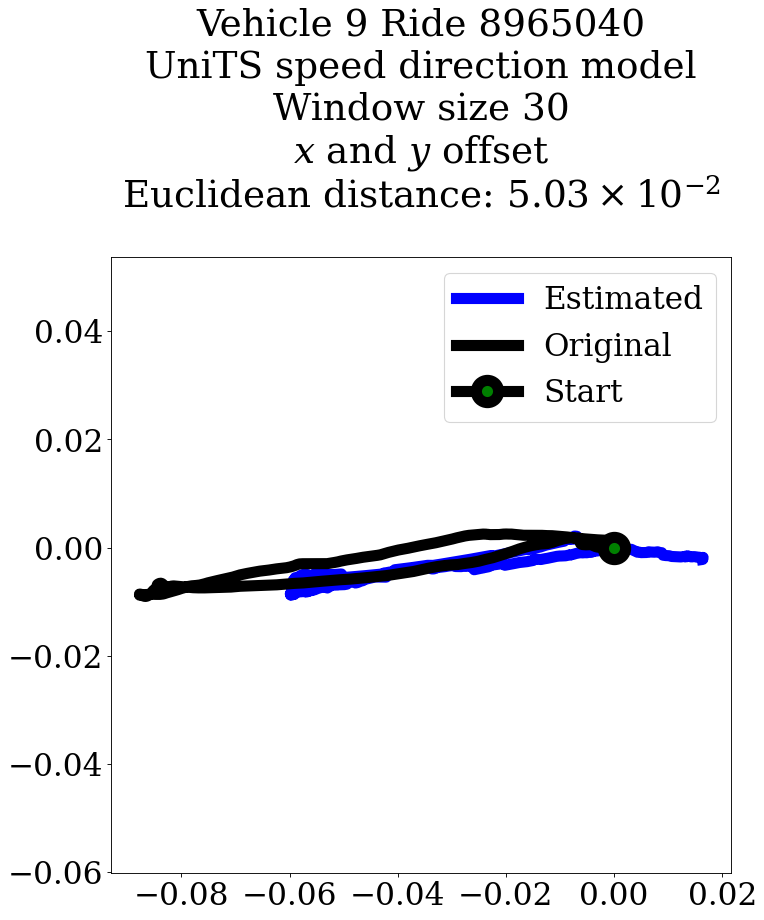 Vehicle 9 Ride 8965040
UniTS speed direction model
Window size 30
x and y offset
Euclidean distance: 5.03 × 10⁻²
Estimated
Original
Start
0.04
0.02
0.00
−0.02
−0.04
−0.06
−0.08 −0.06 −0.04 −0.02 0.00 0.02